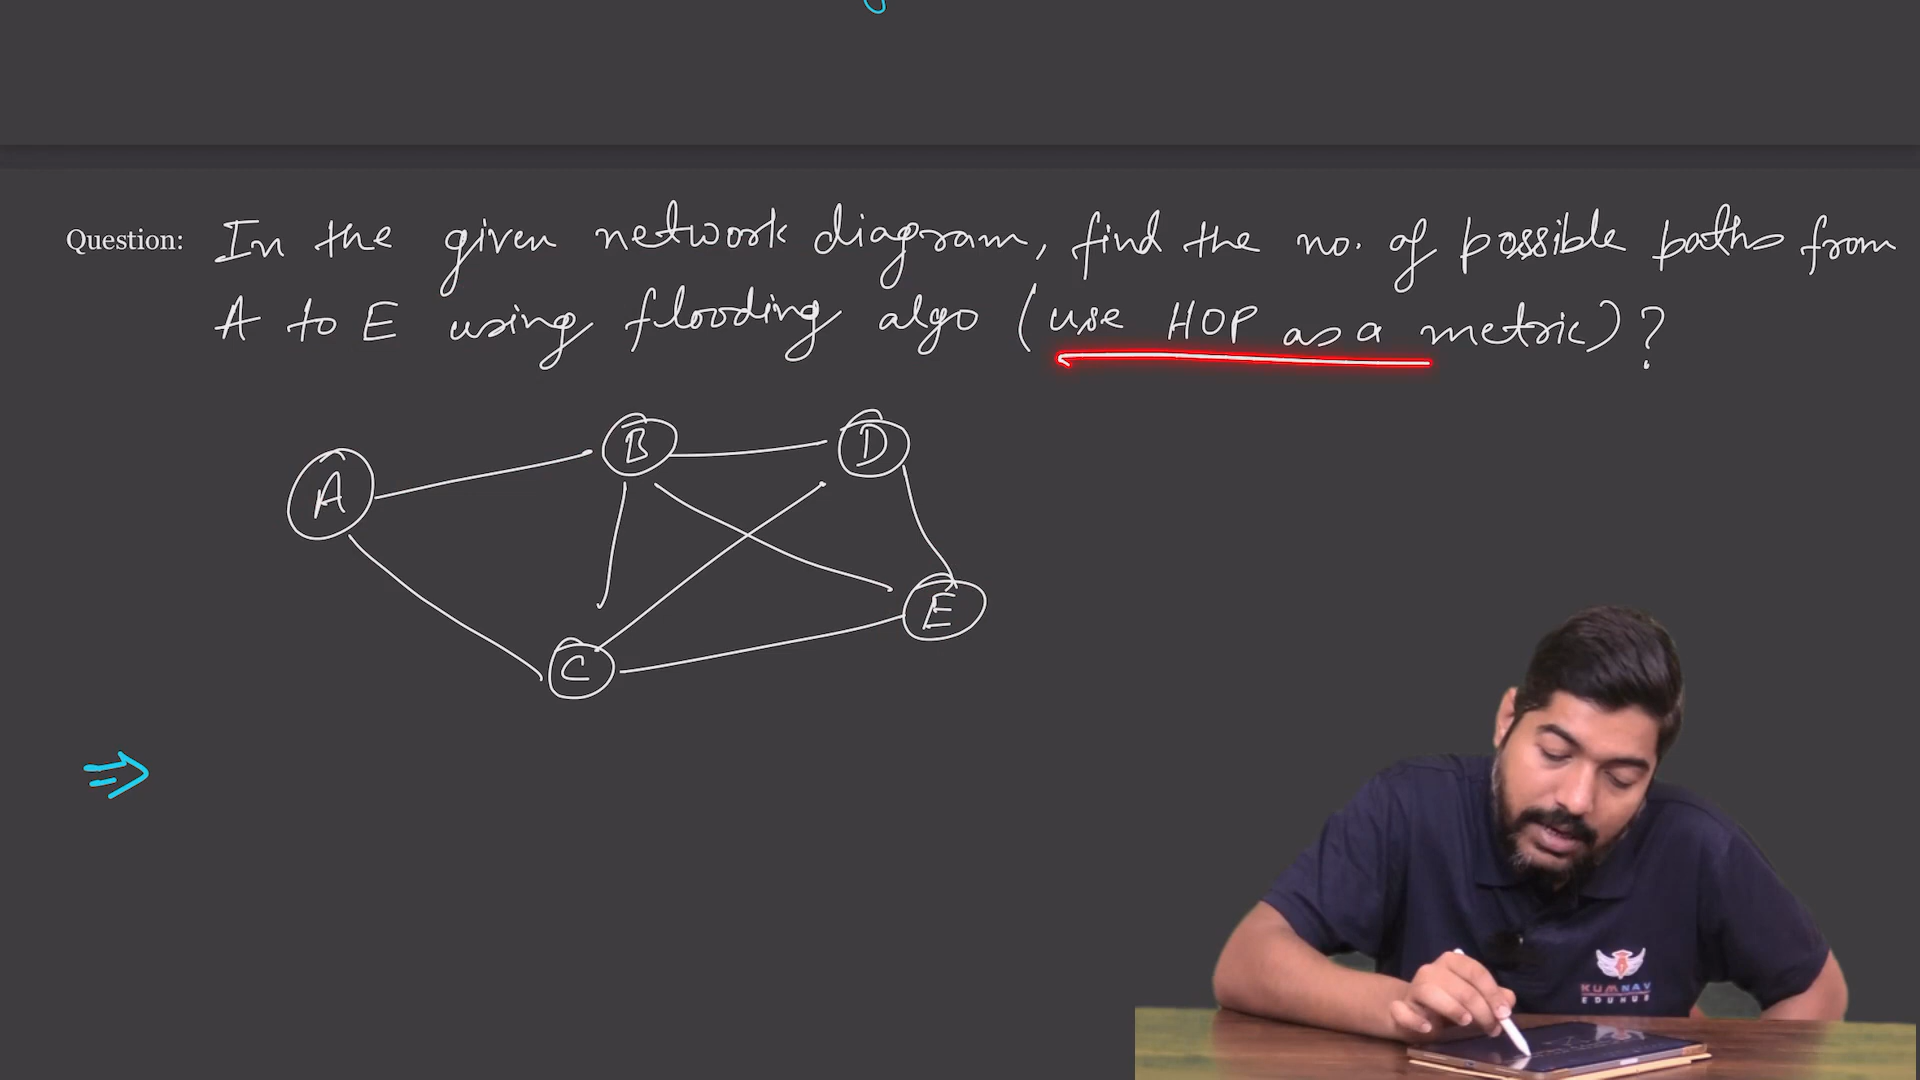 Question: In the given network diagram, find the no. of possible paths from
A to E using flooding algo (use HOP as a metric)?
B
D
A
E
C
KUMNAV
EDUHUB